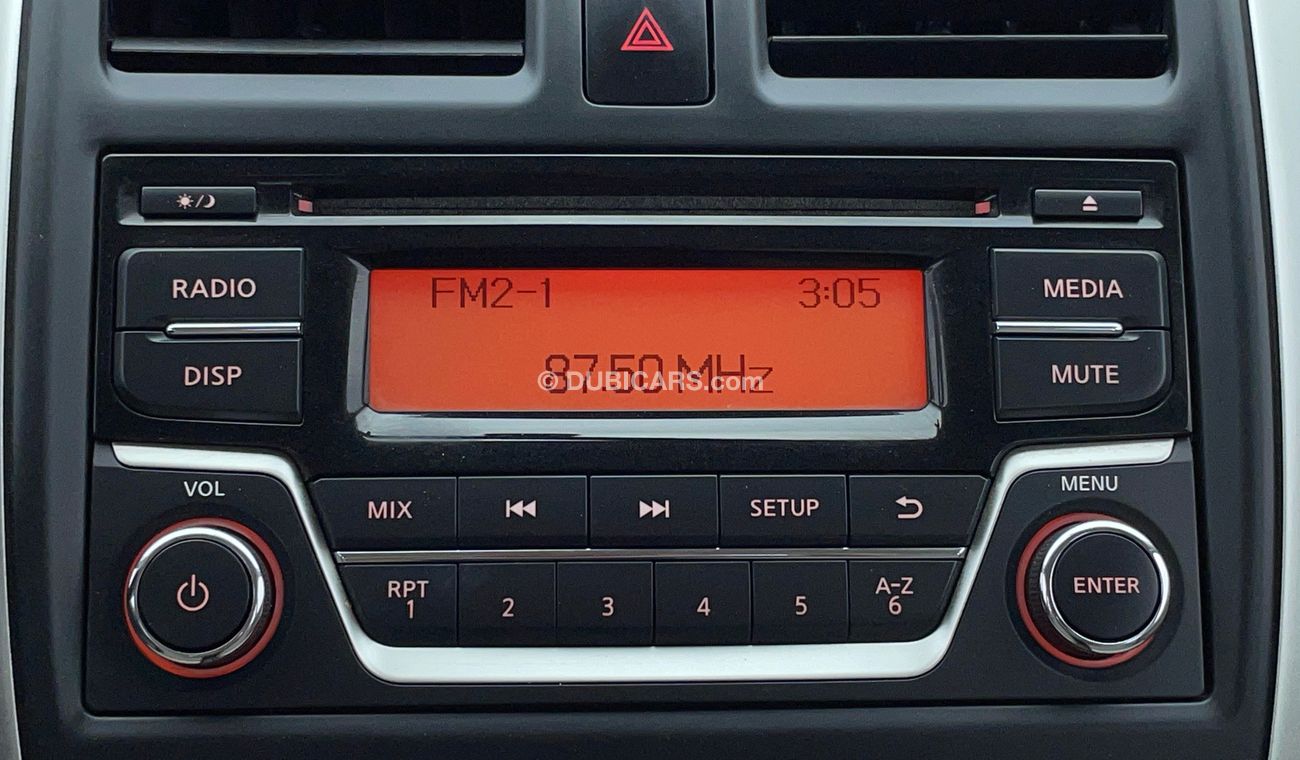 RADIO
DISP
FM2-1 3:05
87.50 MHz
© DUBICARS.com
MEDIA
MUTE
VOL
MIX
SETUP
MENU
RPT
1
2
3
4
5
A-Z
6
ENTER